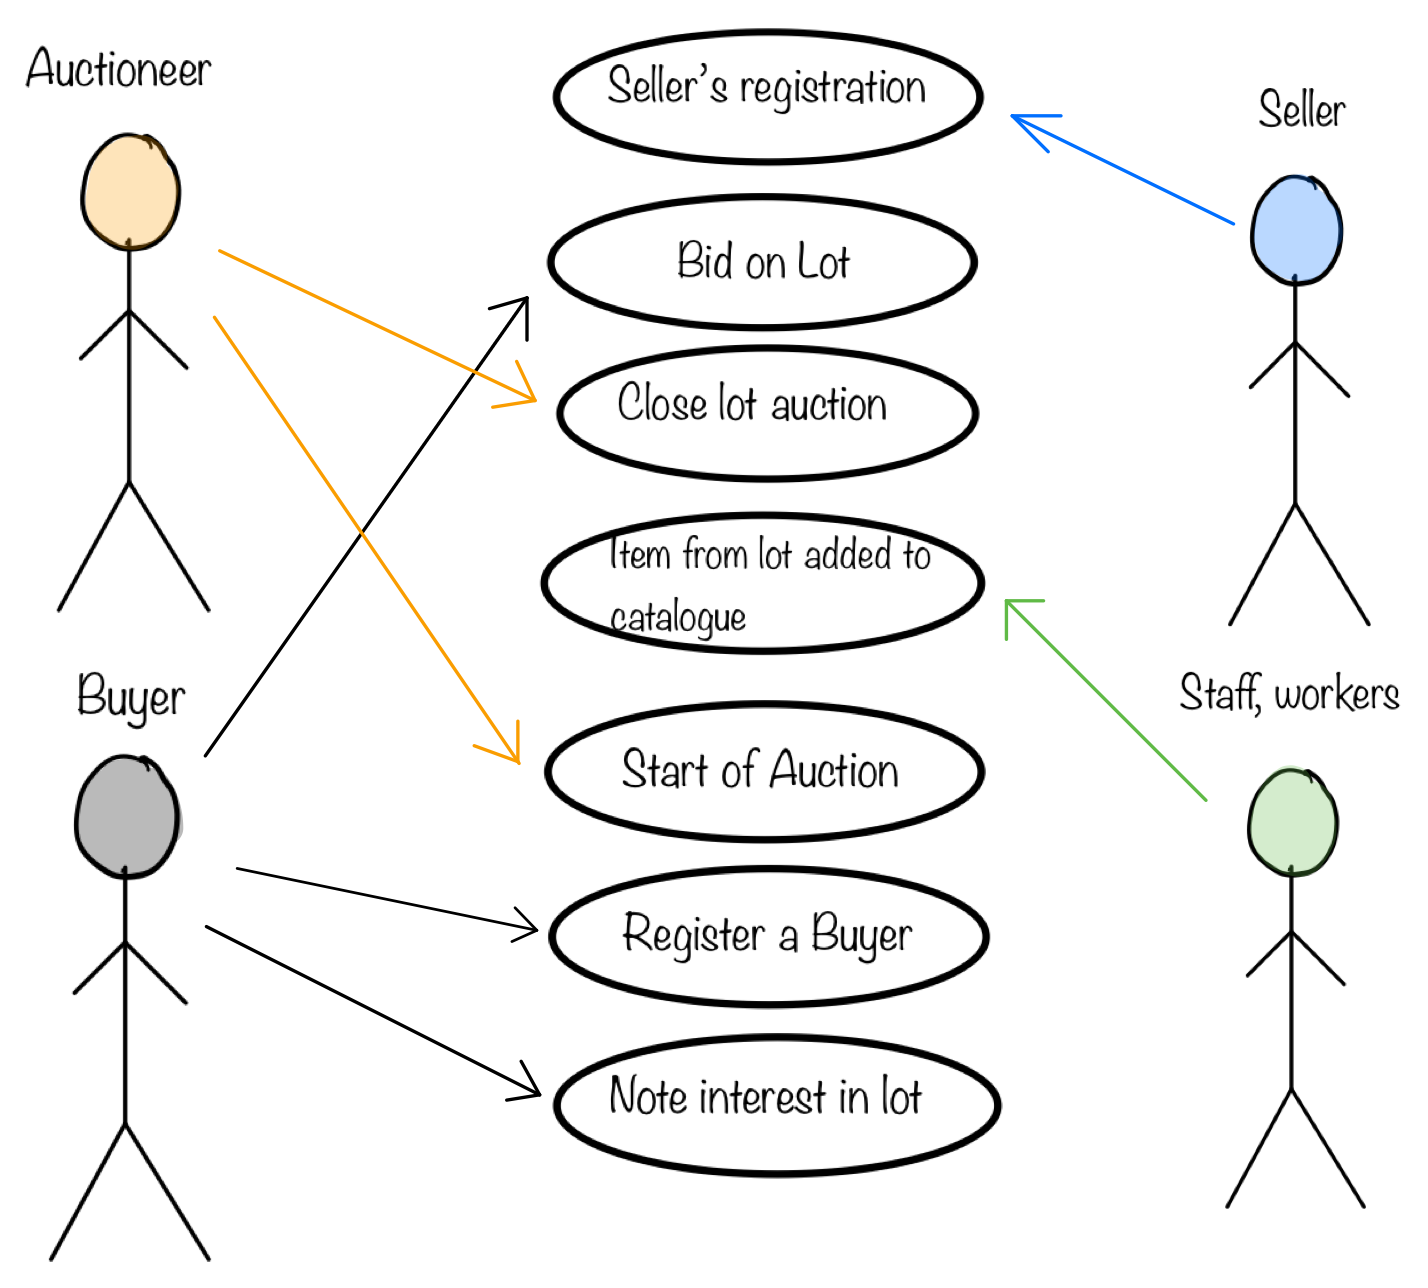 Auctioneer
Seller's registration
Seller
Bid on Lot
Close lot auction
Item from lot added to
catalogue
Buyer
Staff, workers
Start of Auction
Register a Buyer
Note interest in lot